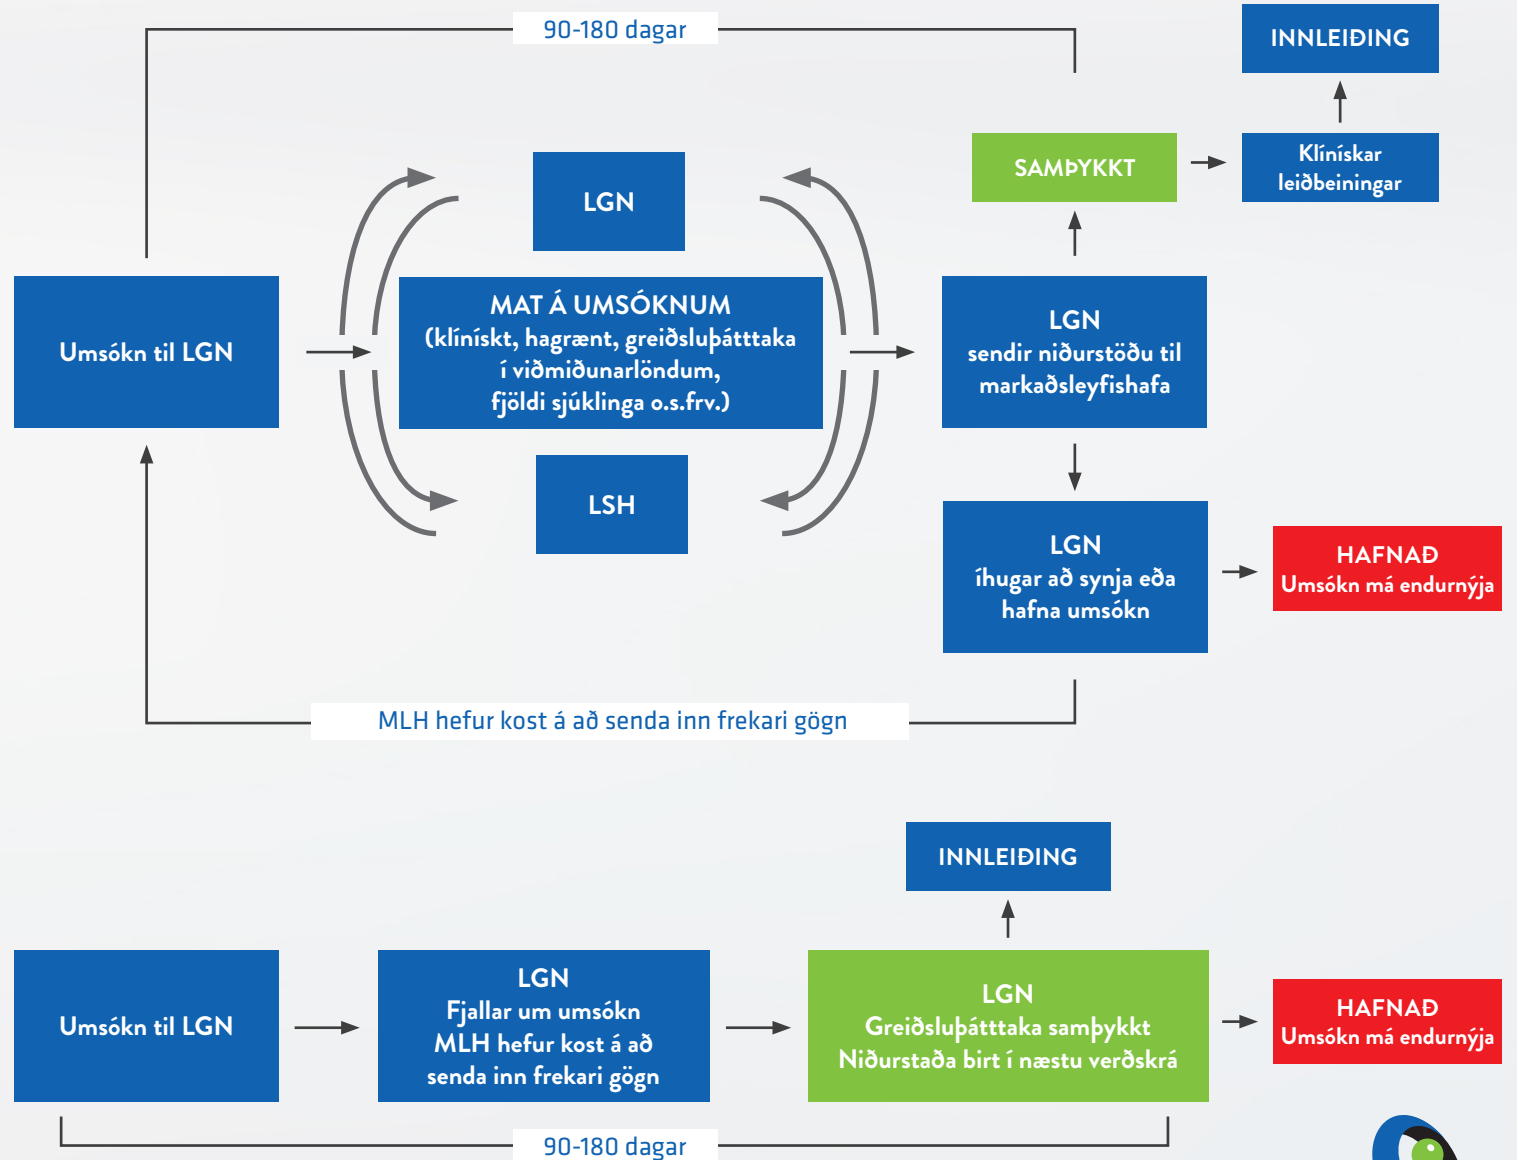 90-180 dagar
INNLEIÐING
SAMÞYKKT
Klínískar
leiðbeiningar
LGN
Umsókn til LGN
MAT Á UMSÓKNUM
(klínískt, hagrænt, greiðsluþátttaka
í viðmiðunarlöndum,
fjöldi sjúklinga o.s.frv.)
LGN
sendir niðurstöðu til
markaðsleyfishafa
LSH
LGN
íhugar að synja eða
hafna umsókn
HAFNAÐ
Umsókn má endurnýja
MLH hefur kost á að senda inn frekari gögn
INNLEIÐING
Umsókn til LGN
LGN
Fjallar um umsókn
MLH hefur kost á að
senda inn frekari gögn
LGN
Greiðsluþátttaka samþykkt
Niðurstaða birt í næstu verðskrá
HAFNAÐ
Umsókn má endurnýja
90-180 dagar